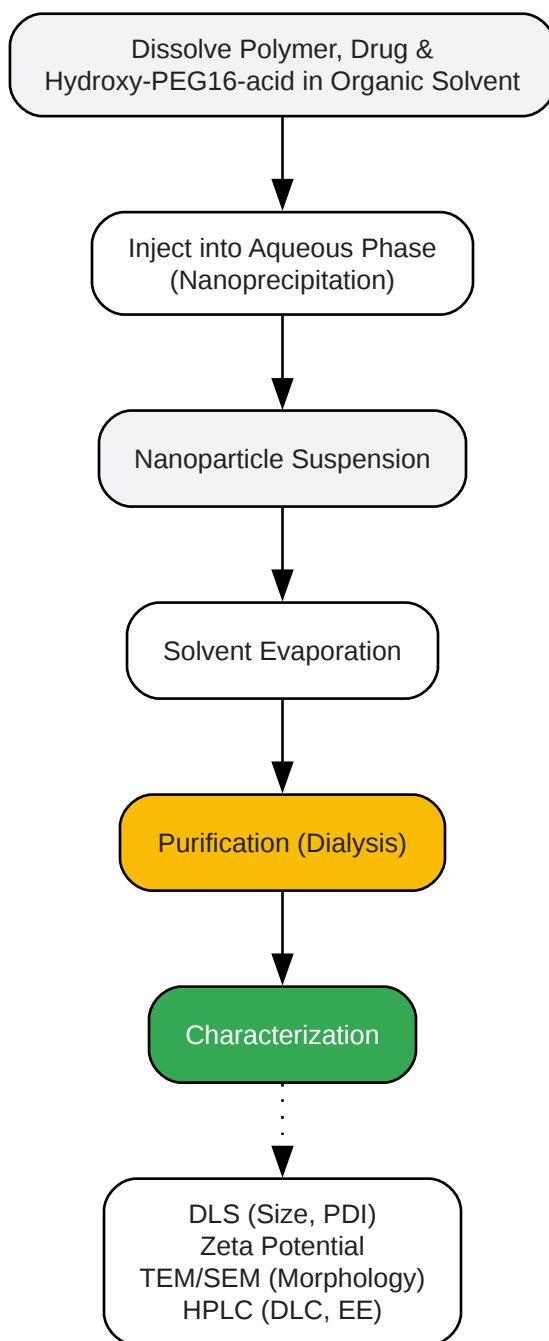 Dissolve Polymer, Drug &
Hydroxy-PEG16-acid in Organic Solvent
Inject into Aqueous Phase
(Nanoprecipitation)
Nanoparticle Suspension
Solvent Evaporation
Purification (Dialysis)
Characterization
DLS (Size, PDI)
Zeta Potential
TEM/SEM (Morphology)
HPLC (DLC, EE)